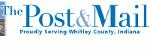 The Post&Mail
Proudly Serving Whitley County, Indiana